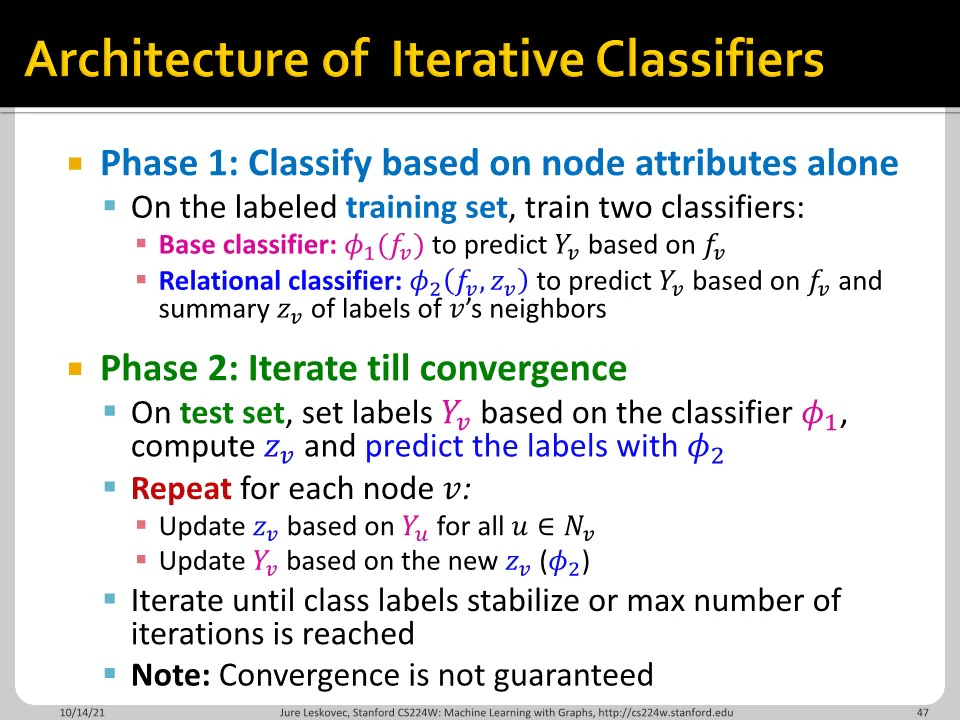 Architecture of Iterative Classifiers
Phase 1: Classify based on node attributes alone
On the labeled training set, train two classifiers:
Base classifier: 𝜙₁(𝑓ᵥ) to predict 𝑌ᵥ based on 𝑓ᵥ
Relational classifier: 𝜙₂(𝑓ᵥ, 𝑧ᵥ) to predict 𝑌ᵥ based on 𝑓ᵥ and
summary 𝑧ᵥ of labels of 𝑣's neighbors
Phase 2: Iterate till convergence
On test set, set labels 𝑌ᵥ based on the classifier 𝜙₁,
compute 𝑧ᵥ and predict the labels with 𝜙₂
Repeat for each node 𝑣:
Update 𝑧ᵥ based on 𝑌ᵤ for all 𝑢 ∈ 𝑁ᵥ
Update 𝑌ᵥ based on the new 𝑧ᵥ (𝜙₂)
Iterate until class labels stabilize or max number of
iterations is reached
Note: Convergence is not guaranteed
10/14/21 Jure Leskovec, Stanford CS224W: Machine Learning with Graphs, http://cs224w.stanford.edu 47